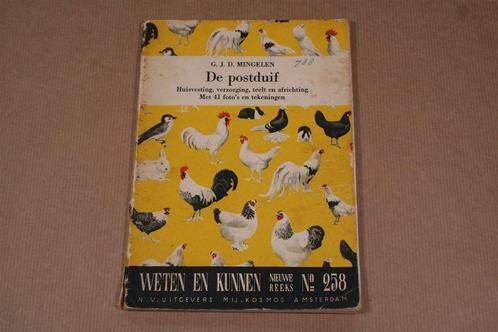 G. J. D. MINGELEN
788
De postduif
Huisvesting, verzorging, teelt en africhting
Met 41 foto's en tekeningen
WETEN EN KUNNEN NIEUWE REEKS No 258
N.V. UITGEVERS MIJ. KOSMOS AMSTERDAM